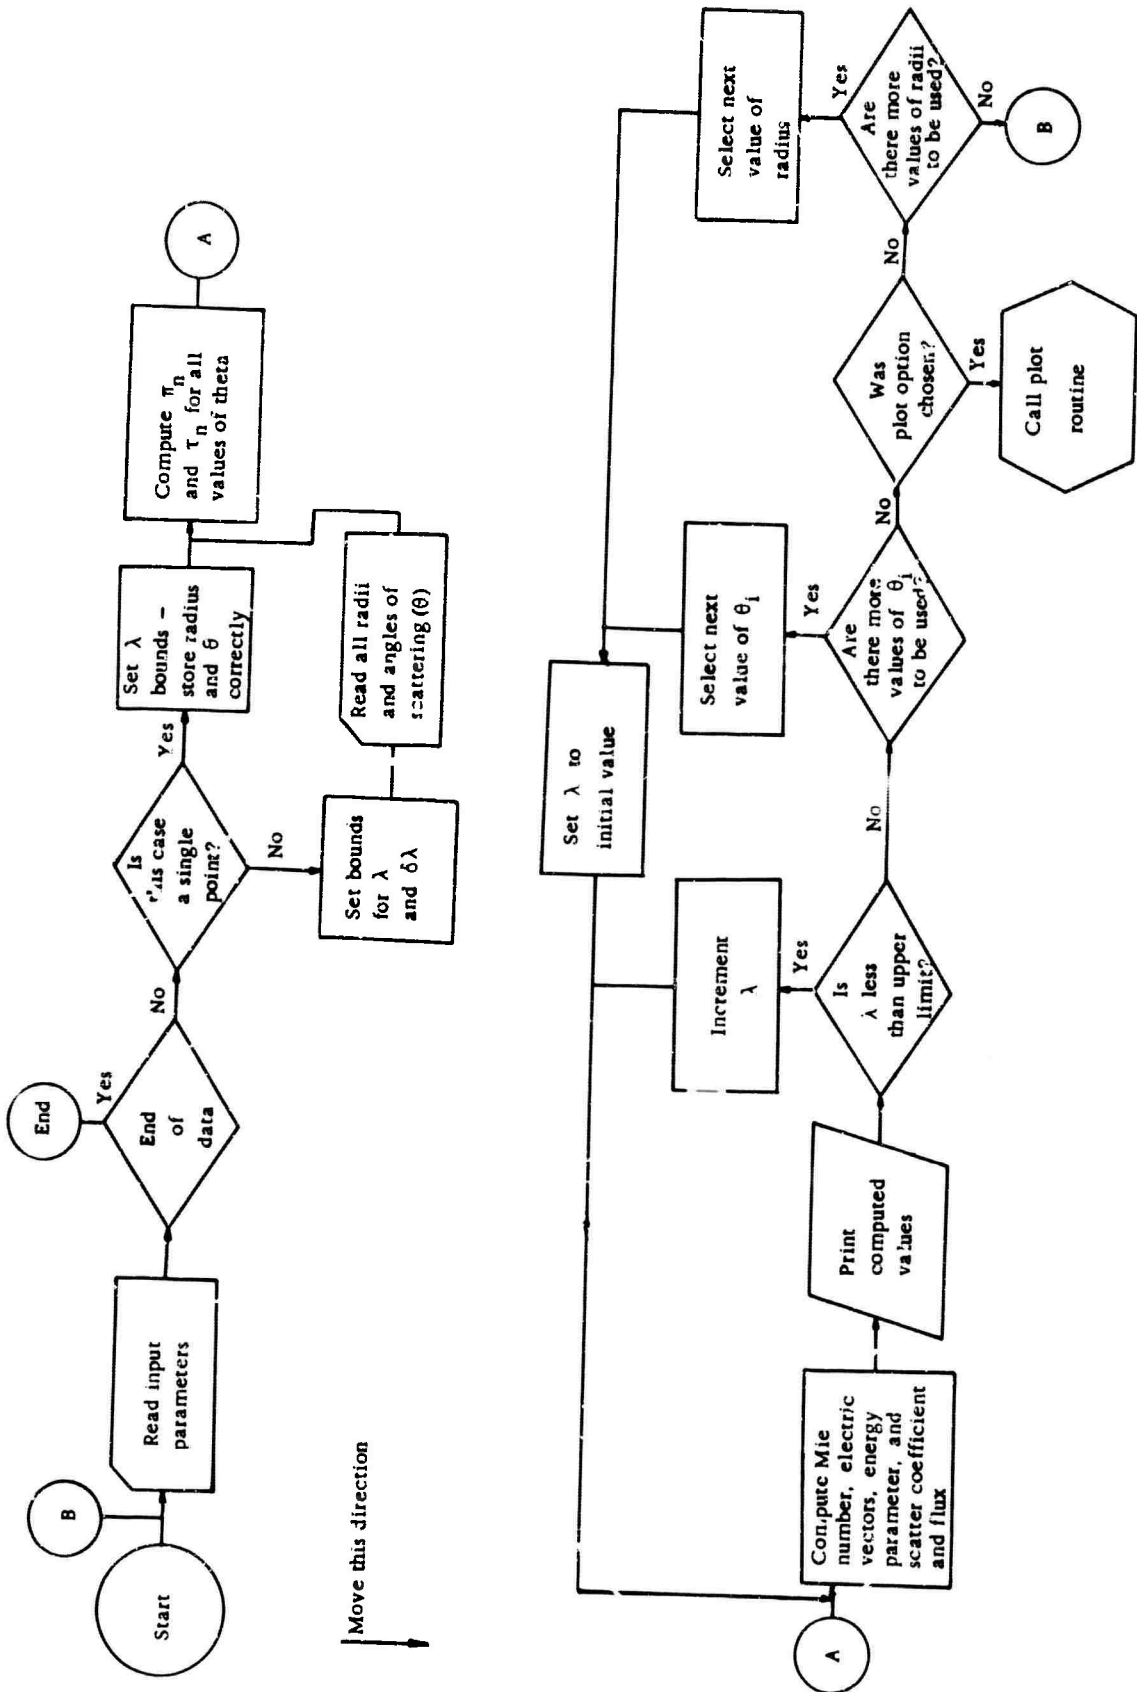 Start
B
Read input
parameters
End
Yes
End
of
data
No
Is
this case
a single
point?
Yes
No
Set λ
bounds –
store radius
and θ
correctly
Set bounds
for λ
and δλ
Read all radii
and angles of
scattering (θ)
Compute πn
and τn for all
values of theta
A
Move this direction
A
Compute Mie
number, electric
vectors, energy
parameter, and
scatter coefficient
and flux
Print
computed
values
Is
λ less
than upper
limit?
Yes
Increment
λ
No
Set λ to
initial value
Are
there more
values of θi
to be used?
Yes
Select next
value of θi
No
Was
plot option
chosen?
Yes
Call plot
routine
No
Are
there more
values of radii
to be used?
Yes
Select next
value of
radius
No
B